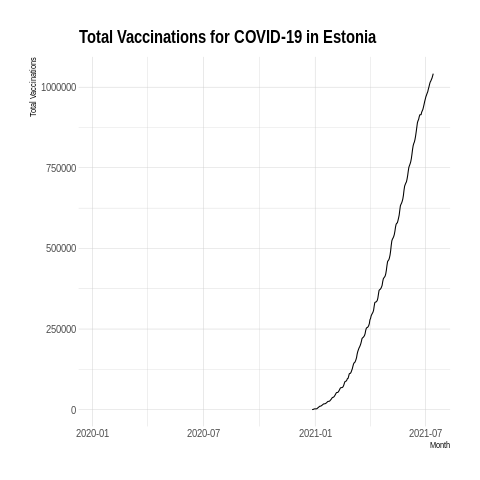 Total Vaccinations for COVID-19 in Estonia
Total Vaccinations
1000000
750000
500000
250000
0
2020-01 2020-07 2021-01 2021-07
Month